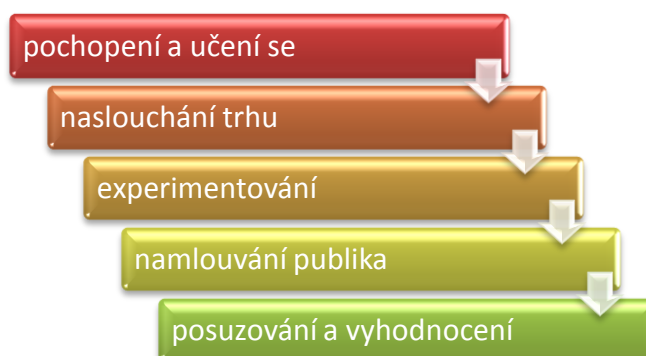 pochopení a učení se
naslouchání trhu
experimentování
namlouvání publika
posuzování a vyhodnocení